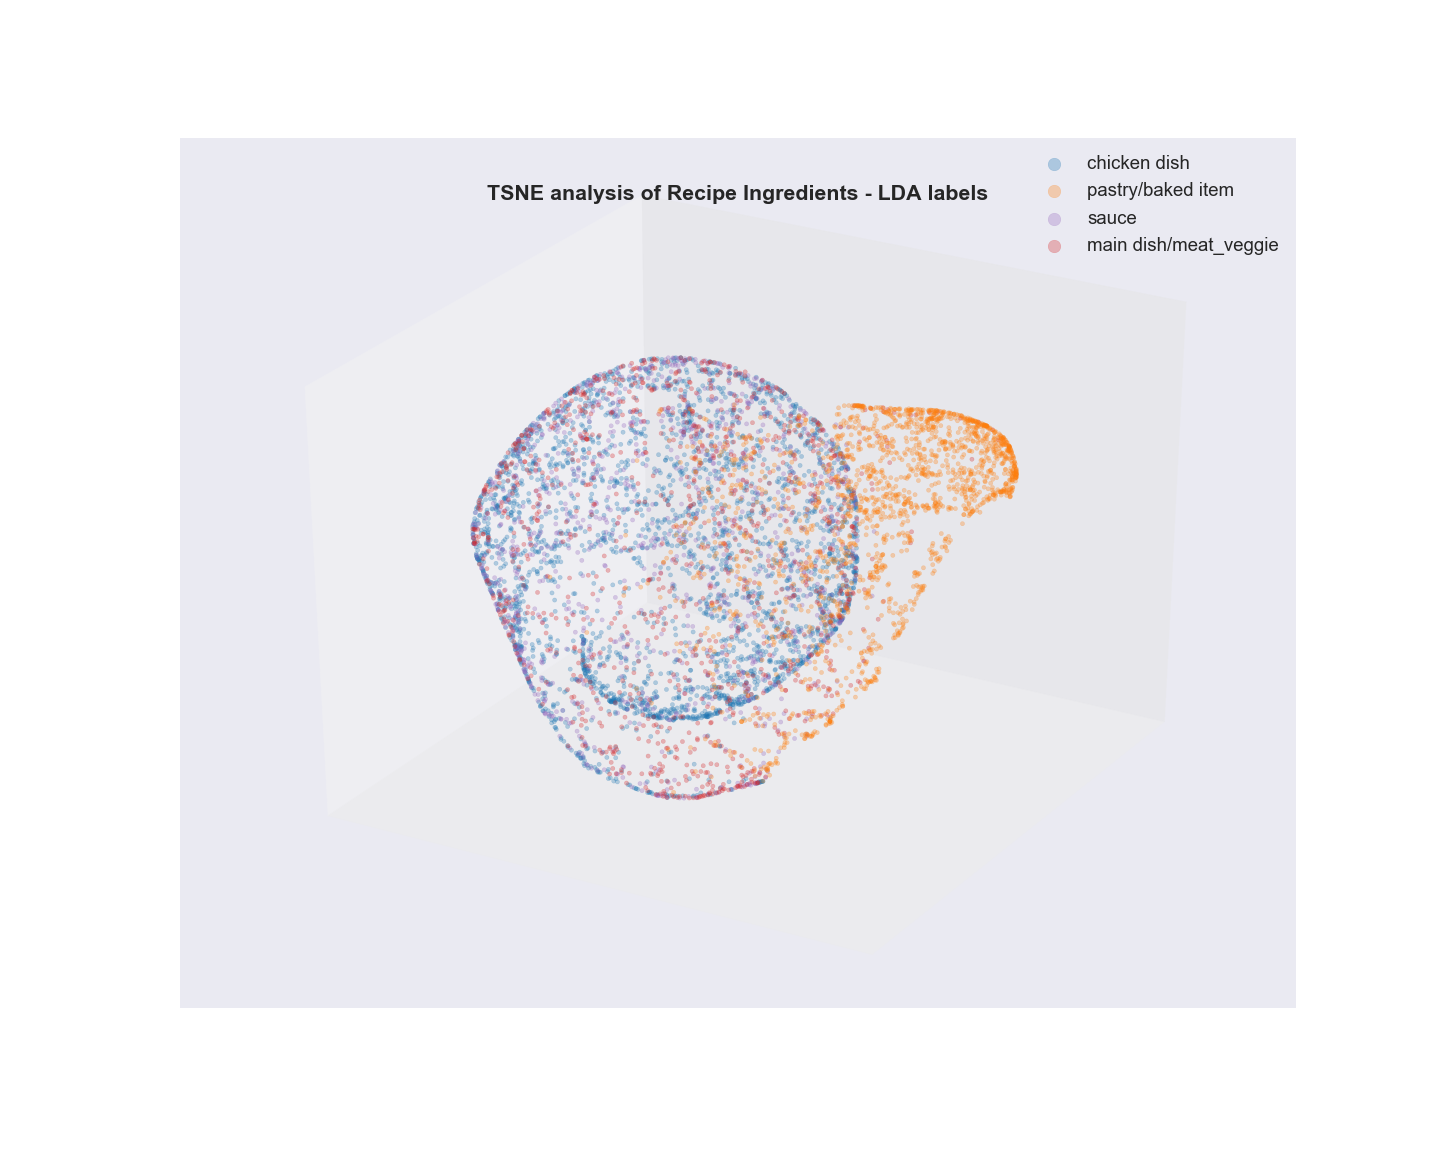 TSNE analysis of Recipe Ingredients - LDA labels
chicken dish
pastry/baked item
sauce
main dish/meat_veggie